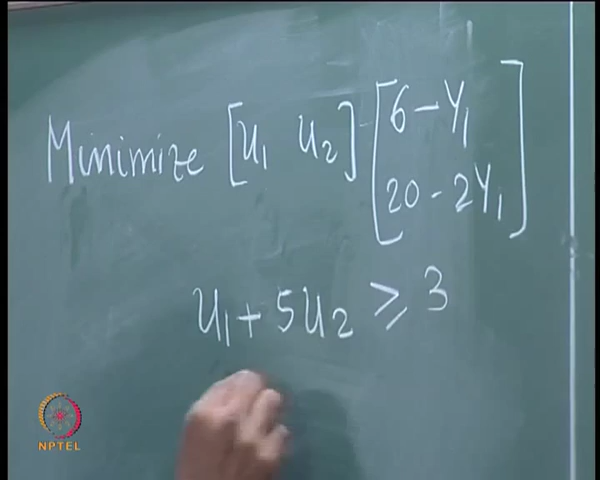 Minimize [u₁ u₂] [6 - Y₁
20 - 2Y₁]
u₁ + 5u₂ ≥ 3
NPTEL